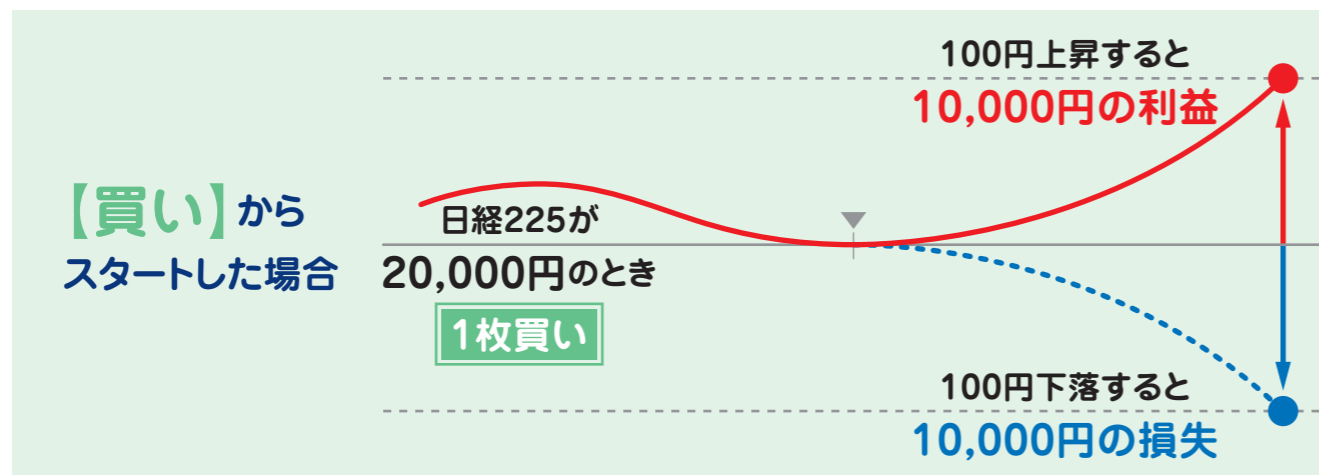 【買い】から
スタートした場合
日経225が
20,000円のとき
1枚買い
100円上昇すると
10,000円の利益
100円下落すると
10,000円の損失